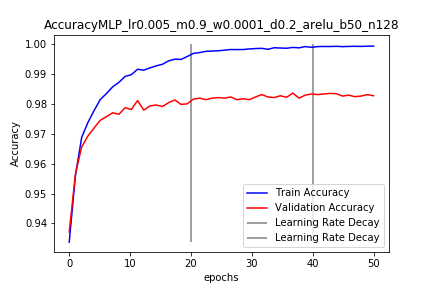 AccuracyMLP_lr0.005_m0.9_w0.0001_d0.2_arelu_b50_n128
1.00
0.99
0.98
0.97
0.96
0.95
0.94
Accuracy
Train Accuracy
Validation Accuracy
Learning Rate Decay
Learning Rate Decay
0 10 20 30 40 50
epochs